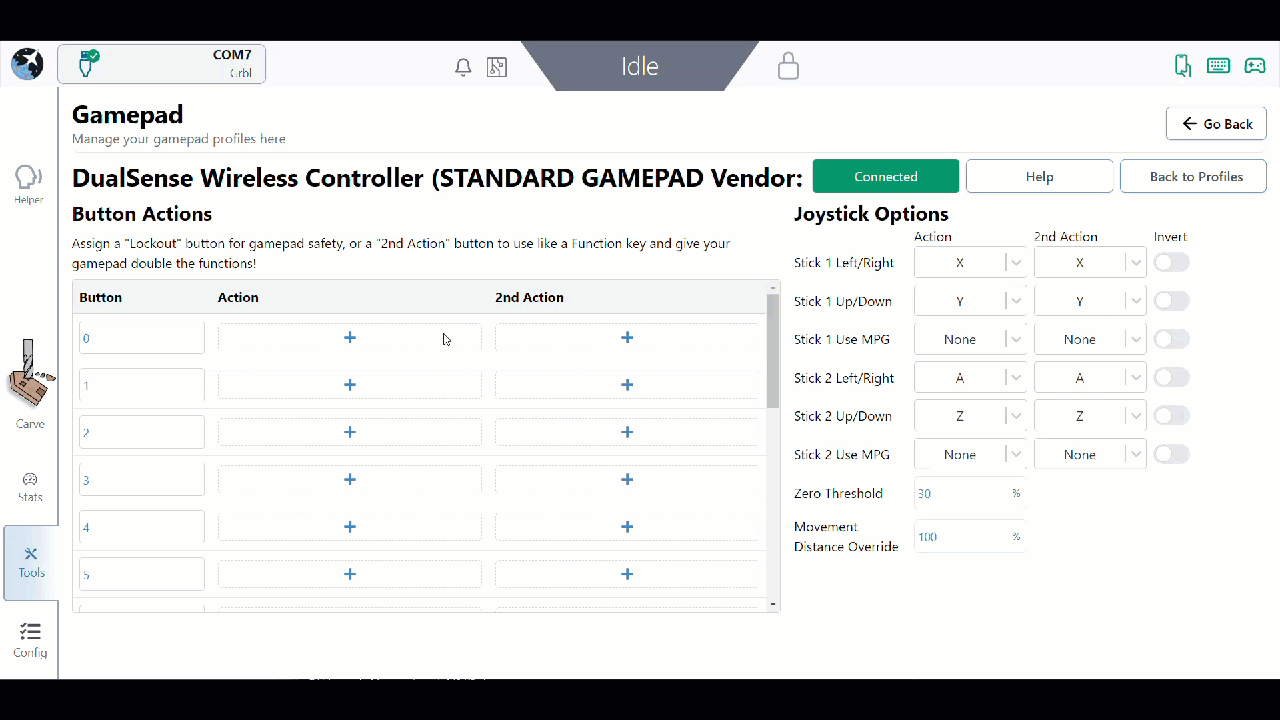 COM7
Grbl
Idle
Gamepad
Manage your gamepad profiles here
Go Back
DualSense Wireless Controller (STANDARD GAMEPAD Vendor:
Connected
Help
Back to Profiles
Helper
Carve
Stats
Tools
Config
Button Actions
Assign a "Lockout" button for gamepad safety, or a "2nd Action" button to use like a Function key and give your
gamepad double the functions!
Button Action 2nd Action
0 + +
1 + +
2 + +
3 + +
4 + +
5 + +
Joystick Options
Action 2nd Action Invert
Stick 1 Left/Right X X
Stick 1 Up/Down Y Y
Stick 1 Use MPG None None
Stick 2 Left/Right A A
Stick 2 Up/Down Z Z
Stick 2 Use MPG None None
Zero Threshold 30 %
Movement
Distance Override 100 %